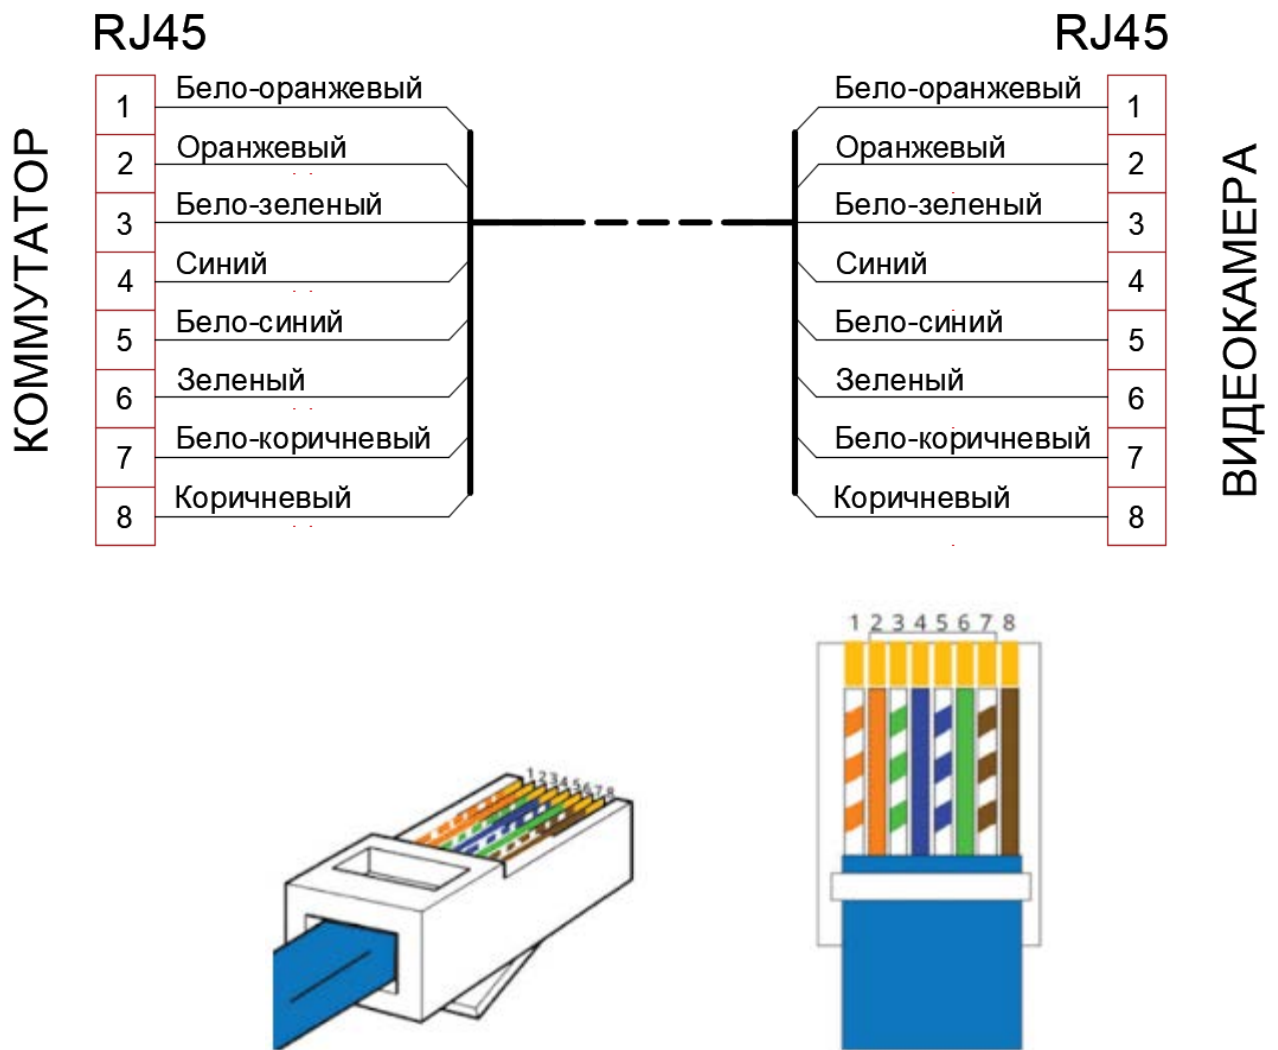 RJ45
RJ45
КОММУТАТОР
1 Бело-оранжевый
2 Оранжевый
3 Бело-зеленый
4 Синий
5 Бело-синий
6 Зеленый
7 Бело-коричневый
8 Коричневый
Бело-оранжевый 1
Оранжевый 2
Бело-зеленый 3
Синий 4
Бело-синий 5
Зеленый 6
Бело-коричневый 7
Коричневый 8
ВИДЕОКАМЕРА
12345678
1 2 3 4 5 6 7 8